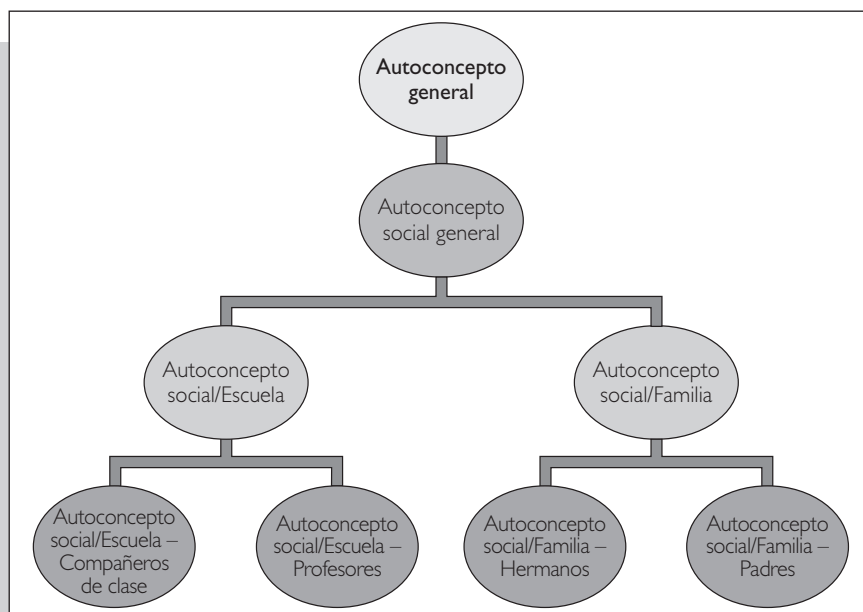 Autoconcepto
general
Autoconcepto
social general
Autoconcepto
social/Escuela
Autoconcepto
social/Familia
Autoconcepto
social/Escuela –
Compañeros
de clase
Autoconcepto
social/Escuela –
Profesores
Autoconcepto
social/Familia –
Hermanos
Autoconcepto
social/Familia –
Padres